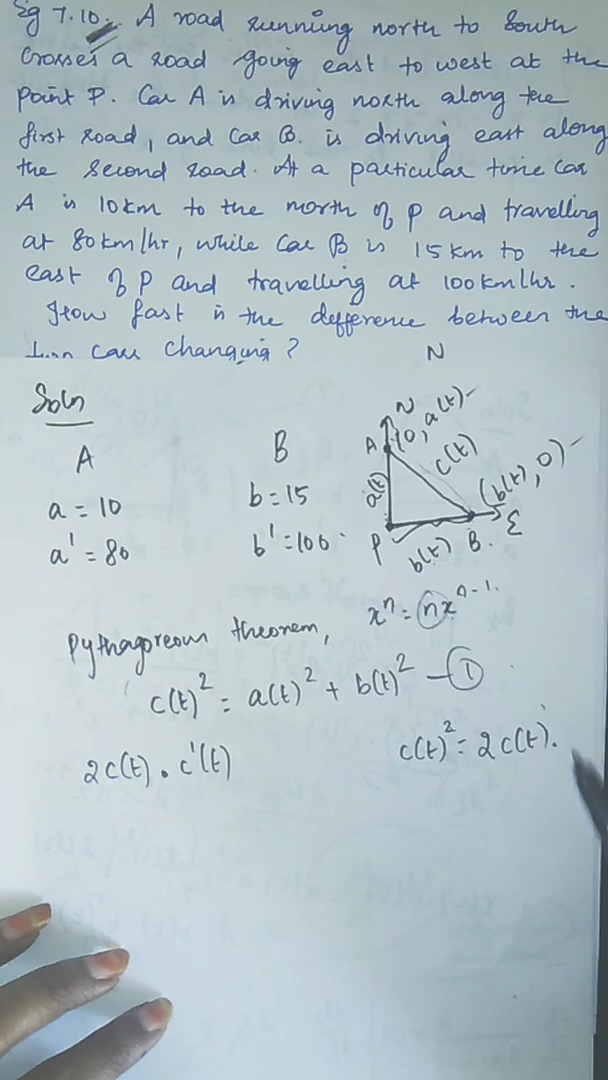 Eg 7.10. A road running north to South
crosses a road going east to west at the
point P. Car A is driving north along the
first road, and Car B. is driving east along
the second road. At a particular time Car
A is 10km to the north of P and travelling
at 80km/hr, while Car B is 15 km to the
east of P and travelling at 100km/hr.
How fast is the difference between the
cars changing?
N
Soln
A
a = 10
a' = 80
B
b = 15
b' = 100
N
A (0, a(t))
a(t)
c(t)
(b(t), 0)
P
b(t)
B.
E
xⁿ = nxⁿ⁻¹.
Pythagorean theorem,
c(t)² = a(t)² + b(t)² — ①
2c(t) . c'(t)
c(t)² = 2c(t).